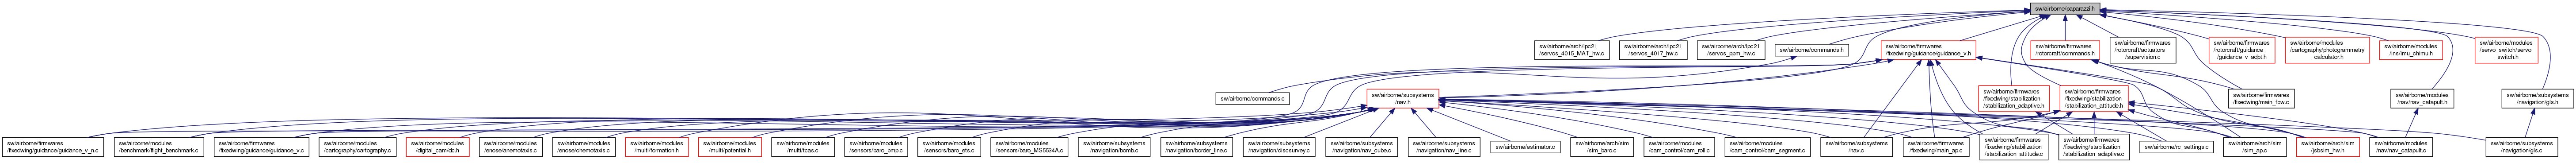 sw/airborne/paparazzi.h
sw/airborne/arch/lpc21
/servos_4015_MAT_hw.c
sw/airborne/arch/lpc21
/servos_4017_hw.c
sw/airborne/arch/lpc21
/servos_ppm_hw.c
sw/airborne/commands.h
sw/airborne/firmwares
/fixedwing/guidance/guidance_v.h
sw/airborne/firmwares
/rotorcraft/commands.h
sw/airborne/firmwares
/rotorcraft/actuators
/supervision.c
sw/airborne/firmwares
/rotorcraft/guidance
/guidance_v_adpt.h
sw/airborne/modules
/cartography/photogrammetry
_calculator.h
sw/airborne/modules
/ins/imu_chimu.h
sw/airborne/modules
/servo_switch/servo
_switch.h
sw/airborne/commands.c
sw/airborne/subsystems
/nav.h
sw/airborne/firmwares
/fixedwing/stabilization
/stabilization_adaptive.h
sw/airborne/firmwares
/fixedwing/stabilization
/stabilization_attitude.h
sw/airborne/firmwares
/fixedwing/main_fbw.c
sw/airborne/modules
/nav/nav_catapult.h
sw/airborne/subsystems
/navigation/gls.h
sw/airborne/firmwares
/fixedwing/guidance/guidance_v_n.c
sw/airborne/modules
/benchmark/flight_benchmark.c
sw/airborne/firmwares
/fixedwing/guidance/guidance_v.c
sw/airborne/modules
/cartography/cartography.c
sw/airborne/modules
/digital_cam/dc.h
sw/airborne/modules
/enose/anemotaxis.c
sw/airborne/modules
/enose/chemotaxis.c
sw/airborne/modules
/multi/formation.h
sw/airborne/modules
/multi/potential.h
sw/airborne/modules
/multi/tcas.c
sw/airborne/modules
/sensors/baro_bmp.c
sw/airborne/modules
/sensors/baro_ets.c
sw/airborne/modules
/sensors/baro_MS5534A.c
sw/airborne/subsystems
/navigation/bomb.c
sw/airborne/subsystems
/navigation/border_line.c
sw/airborne/subsystems
/navigation/discsurvey.c
sw/airborne/subsystems
/navigation/nav_cube.c
sw/airborne/subsystems
/navigation/nav_line.c
sw/airborne/estimator.c
sw/airborne/arch/sim
/sim_baro.c
sw/airborne/modules
/cam_control/cam_roll.c
sw/airborne/modules
/cam_control/cam_segment.c
sw/airborne/subsystems
/nav.c
sw/airborne/firmwares
/fixedwing/main_ap.c
sw/airborne/firmwares
/fixedwing/stabilization
/stabilization_attitude.c
sw/airborne/firmwares
/fixedwing/stabilization
/stabilization_adaptive.c
sw/airborne/rc_settings.c
sw/airborne/arch/sim
/sim_ap.c
sw/airborne/arch/sim
/jsbsim_hw.h
sw/airborne/modules
/nav/nav_catapult.c
sw/airborne/subsystems
/navigation/gls.c